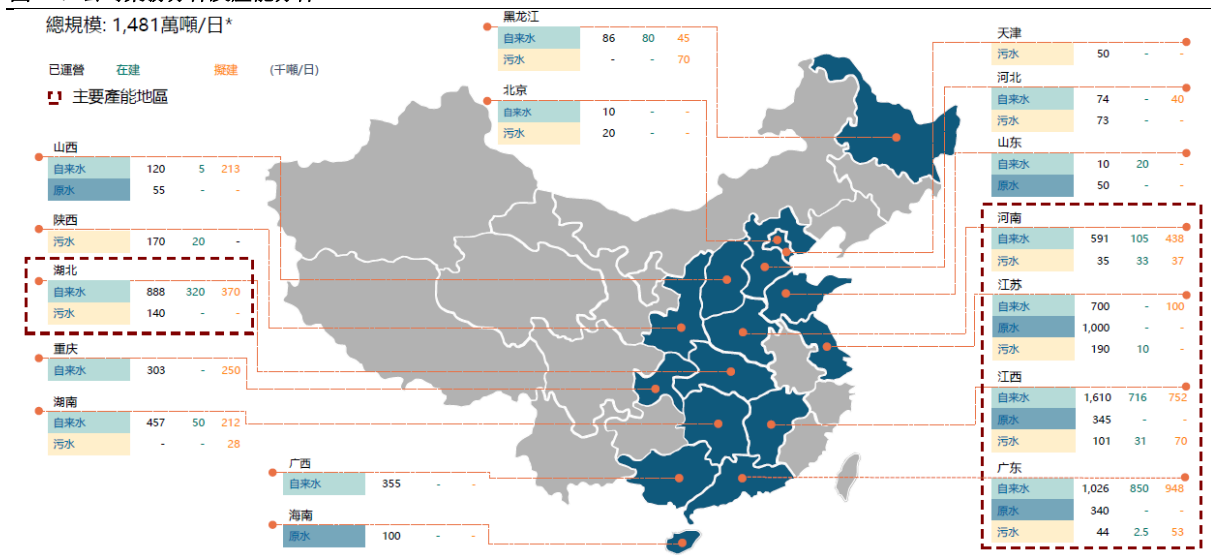 總規模: 1,481萬噸/日*
已運營 在建 擬建 (千噸/日)
主要產能地區
山西
自来水 120 5 213
原水 55 - -
陕西
污水 170 20 -
湖北
自来水 888 320 370
污水 140 - -
重庆
自来水 303 - 250
湖南
自来水 457 50 212
污水 - - 28
广西
自来水 355 - -
海南
原水 100 - -
黑龙江
自来水 86 80 45
污水 - - 70
北京
自来水 10 - -
污水 20 - -
天津
污水 50 - -
河北
自来水 74 - 40
污水 73 - -
山东
自来水 10 20 -
原水 50 - -
河南
自来水 591 105 438
污水 35 33 37
江苏
自来水 700 - 100
原水 1,000 - -
污水 190 10 -
江西
自来水 1,610 716 752
原水 345 - -
污水 101 31 70
广东
自来水 1,026 850 948
原水 340 - -
污水 44 2.5 53